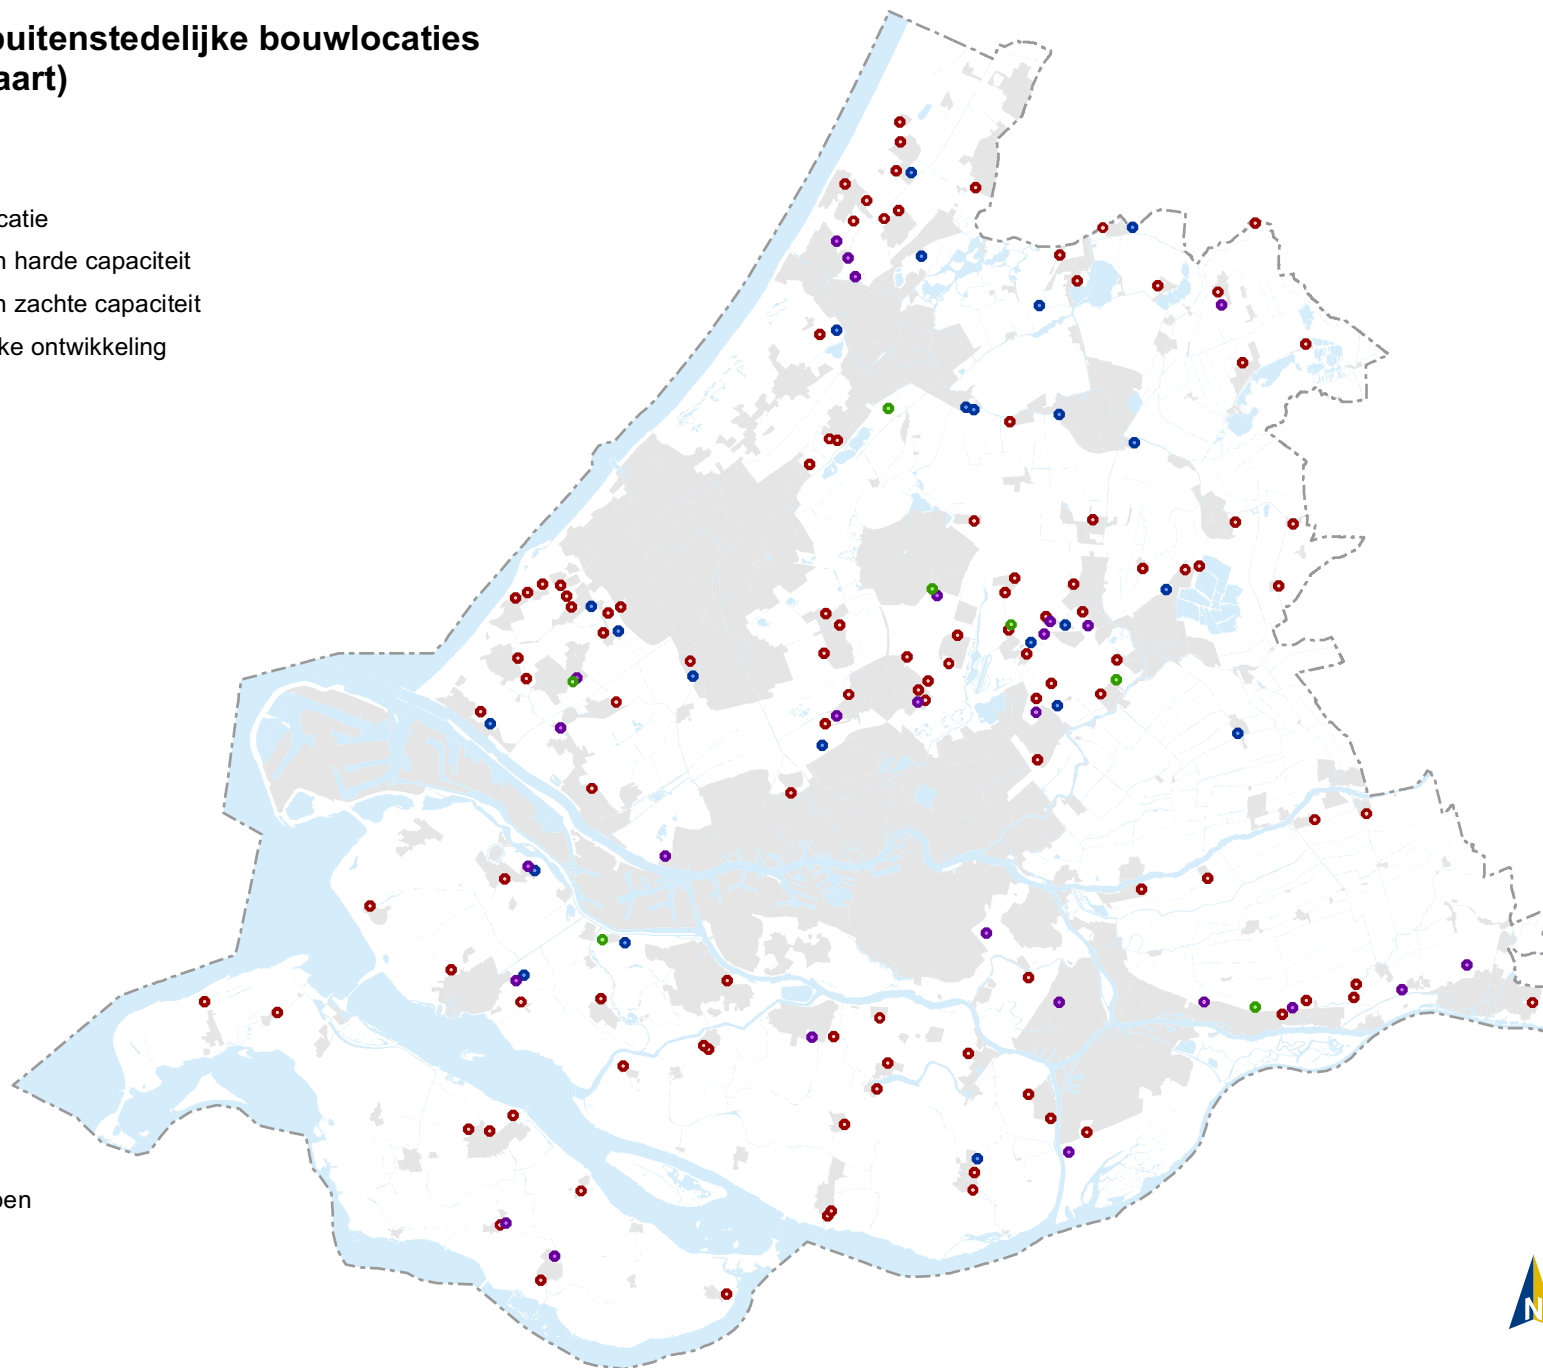 buitenstedelijke bouwlocaties
aart)
catie
n harde capaciteit
n zachte capaciteit
ke ontwikkeling
pen
N